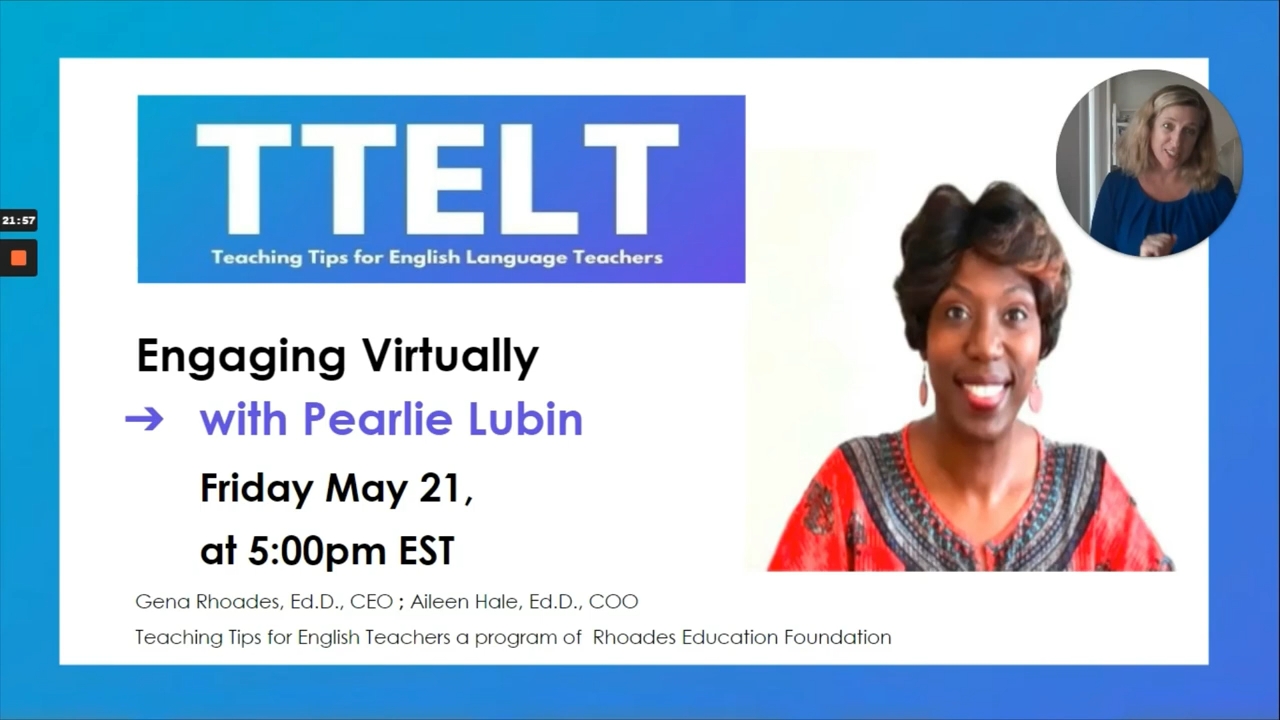 TTELT
Teaching Tips for English Language Teachers
21:57
Engaging Virtually
➔ with Pearlie Lubin
Friday May 21,
at 5:00pm EST
Gena Rhoades, Ed.D., CEO ; Aileen Hale, Ed.D., COO
Teaching Tips for English Teachers a program of Rhoades Education Foundation